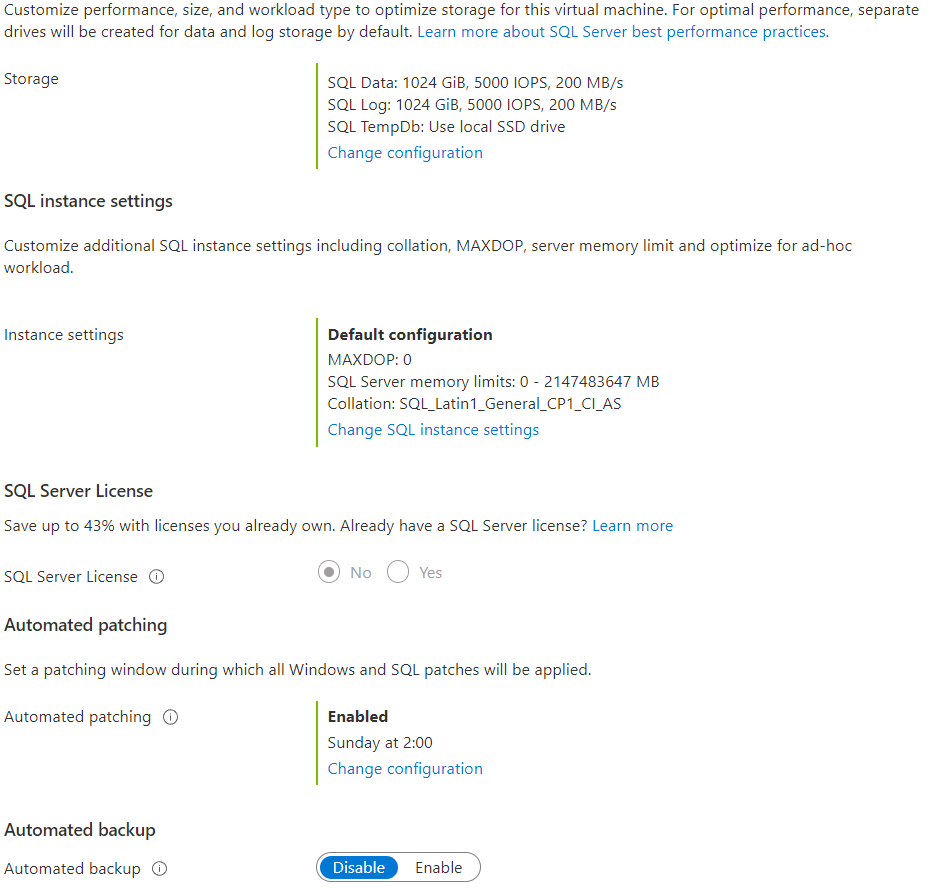 Customize performance, size, and workload type to optimize storage for this virtual machine. For optimal performance, separate
drives will be created for data and log storage by default. Learn more about SQL Server best performance practices.
Storage
SQL Data: 1024 GiB, 5000 IOPS, 200 MB/s
SQL Log: 1024 GiB, 5000 IOPS, 200 MB/s
SQL TempDb: Use local SSD drive
Change configuration
SQL instance settings
Customize additional SQL instance settings including collation, MAXDOP, server memory limit and optimize for ad-hoc
workload.
Instance settings
Default configuration
MAXDOP: 0
SQL Server memory limits: 0 - 2147483647 MB
Collation: SQL_Latin1_General_CP1_CI_AS
Change SQL instance settings
SQL Server License
Save up to 43% with licenses you already own. Already have a SQL Server license? Learn more
SQL Server License
No Yes
Automated patching
Set a patching window during which all Windows and SQL patches will be applied.
Automated patching
Enabled
Sunday at 2:00
Change configuration
Automated backup
Automated backup
Disable Enable